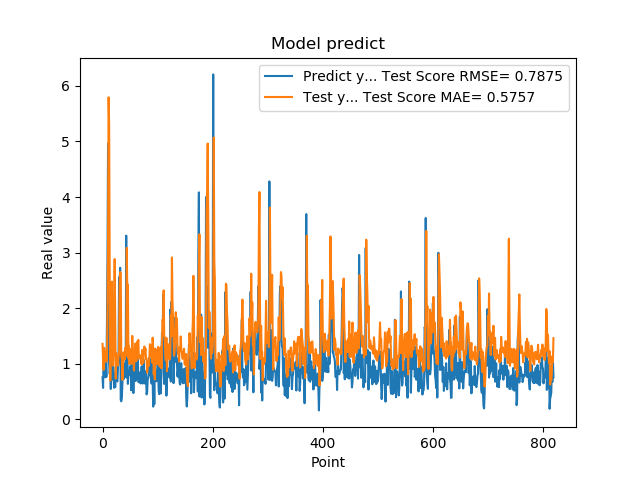 Model predict
Predict y... Test Score RMSE= 0.7875
Test y... Test Score MAE= 0.5757
Real value
6
5
4
3
2
1
0
0 200 400 600 800
Point